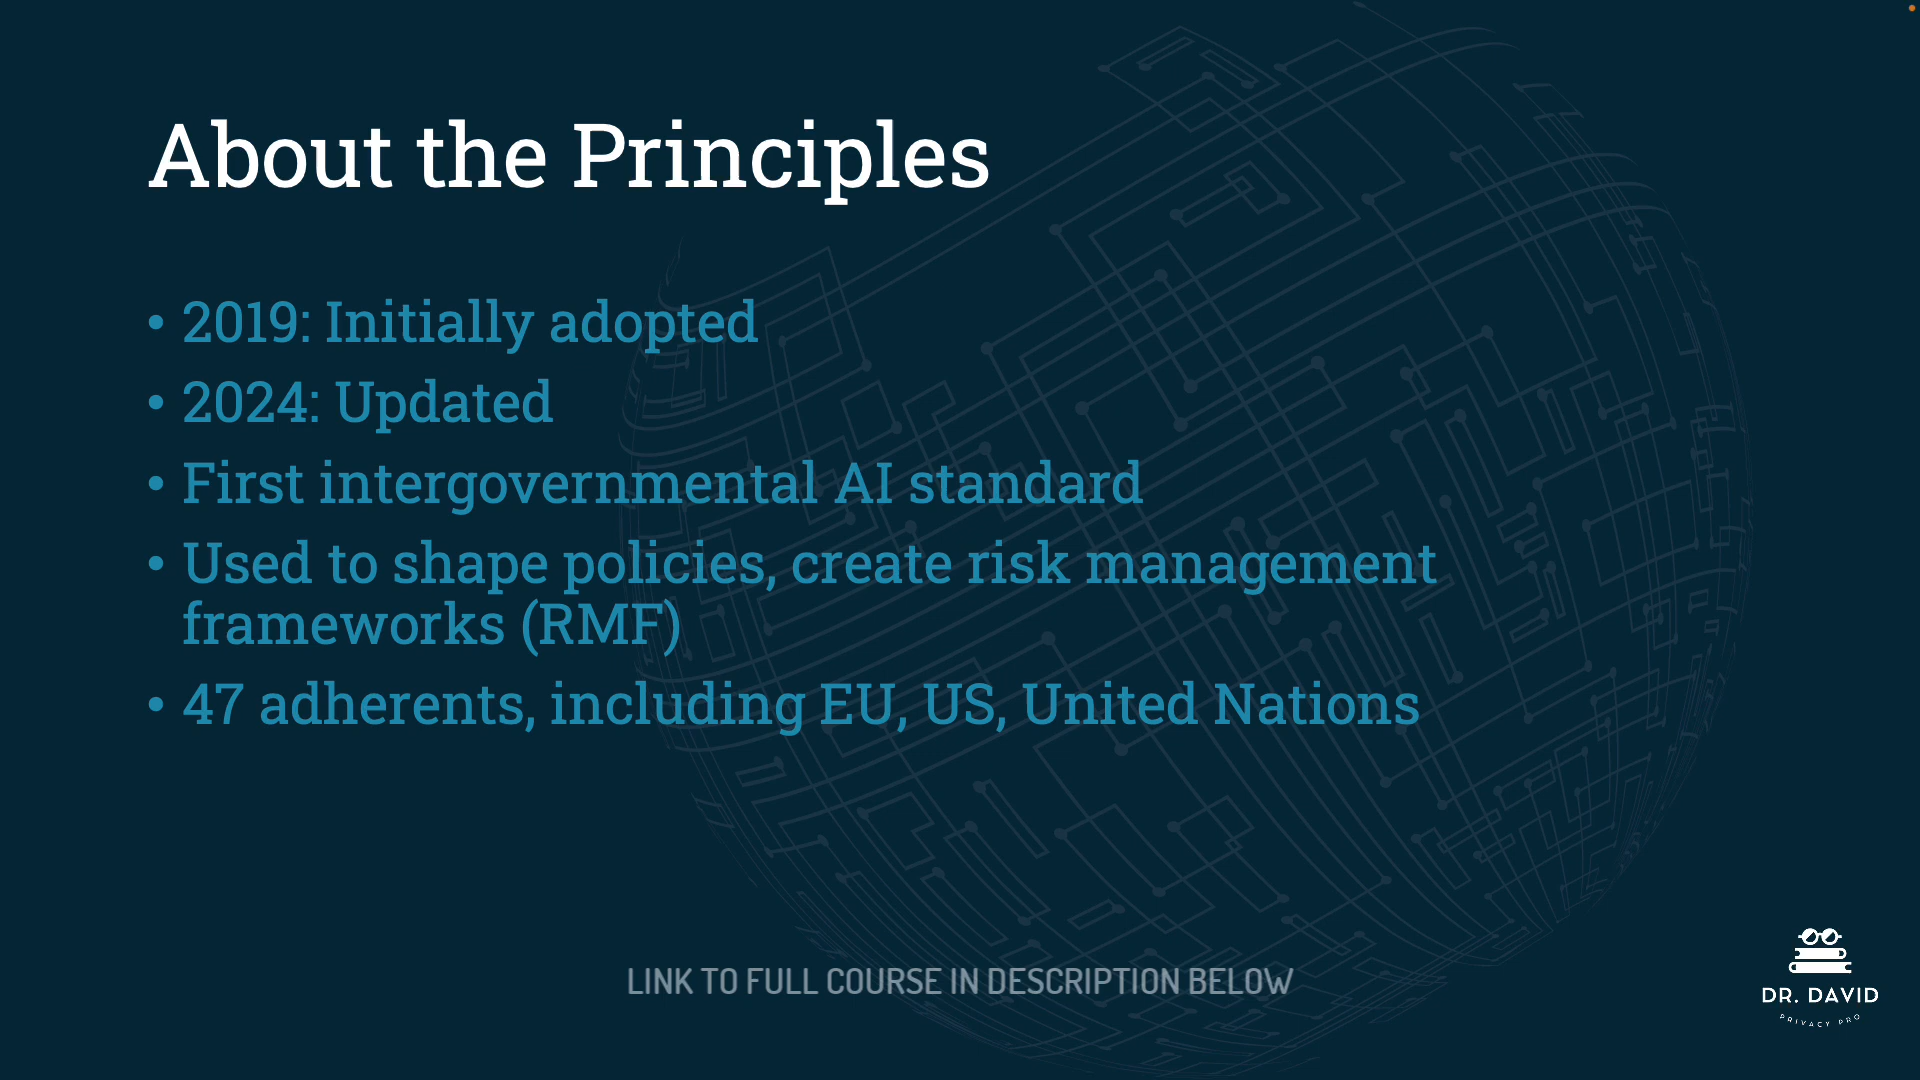 About the Principles
• 2019: Initially adopted
• 2024: Updated
• First intergovernmental AI standard
• Used to shape policies, create risk management
frameworks (RMF)
• 47 adherents, including EU, US, United Nations
LINK TO FULL COURSE IN DESCRIPTION BELOW
DR. DAVID
PRIVACY PRO